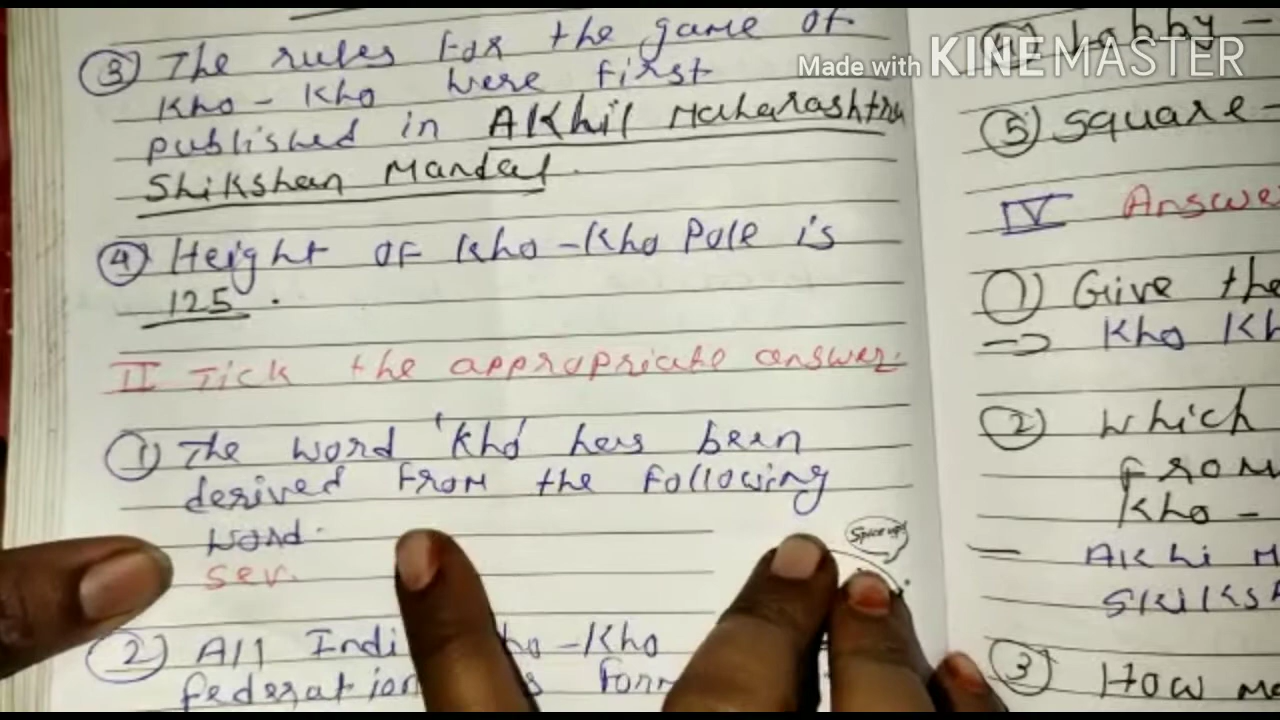 ③ The rules for the game of
Kho - Kho were first
published in Akhil Maharashtra
Shikshan Mandal.
④ Height of Kho - Kho Pole is
125.
II Tick the appropriate answer.
① The word 'Kho' has been
derived from the following
word.
sev.
② All Indi
federation
Made with KINEMASTER
Space up!
Lobby -
⑤ Square -
IV Answe
① Give the
→ Kho Kh
② Which
From
Kho -
- AKhi M
③ How